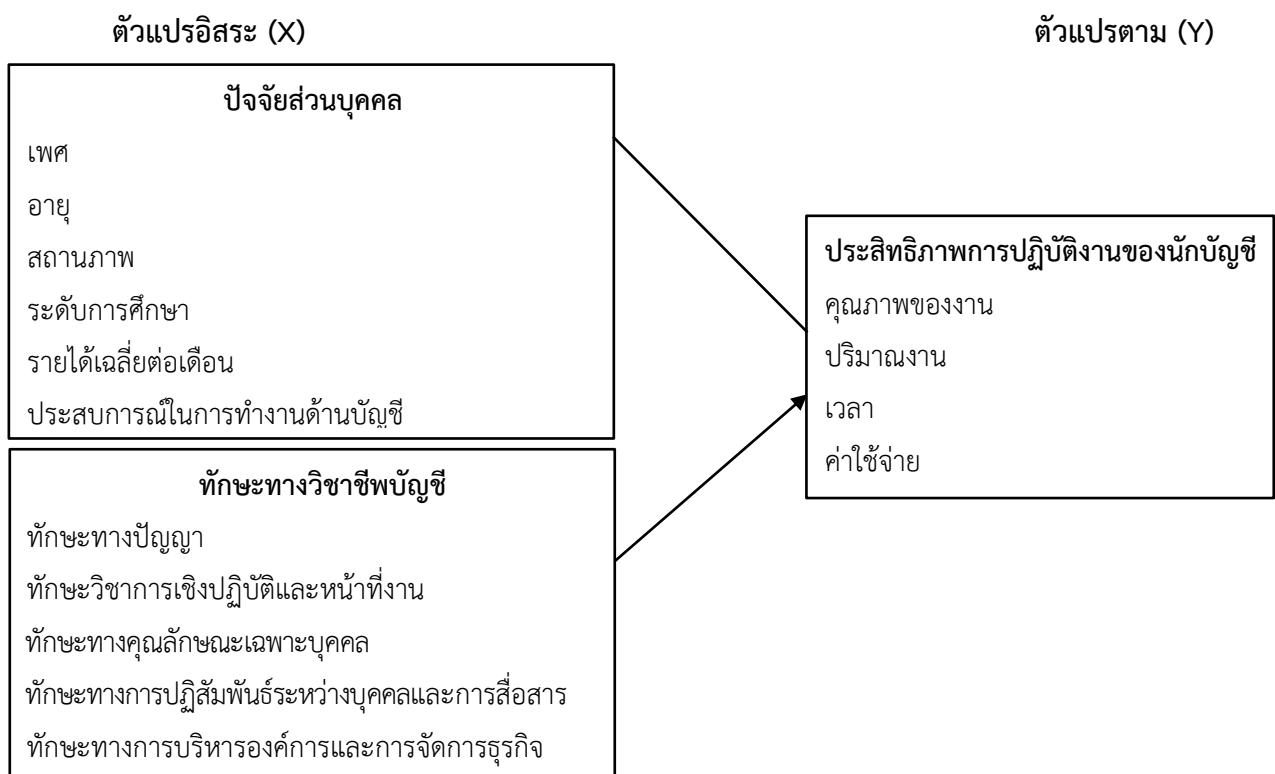 ตัวแปรอิสระ (X)
ตัวแปรตาม (Y)
ปัจจัยส่วนบุคคล
เพศ
อายุ
สถานภาพ
ระดับการศึกษา
รายได้เฉลี่ยต่อเดือน
ประสบการณ์ในการทำงานด้านบัญชี
ทักษะทางวิชาชีพบัญชี
ทักษะทางปัญญา
ทักษะวิชาการเชิงปฏิบัติและหน้าที่งาน
ทักษะทางคุณลักษณะเฉพาะบุคคล
ทักษะทางการปฏิสัมพันธ์ระหว่างบุคคลและการสื่อสาร
ทักษะทางการบริหารองค์การและการจัดการธุรกิจ
ประสิทธิภาพการปฏิบัติงานของนักบัญชี
คุณภาพของงาน
ปริมาณงาน
เวลา
ค่าใช้จ่าย